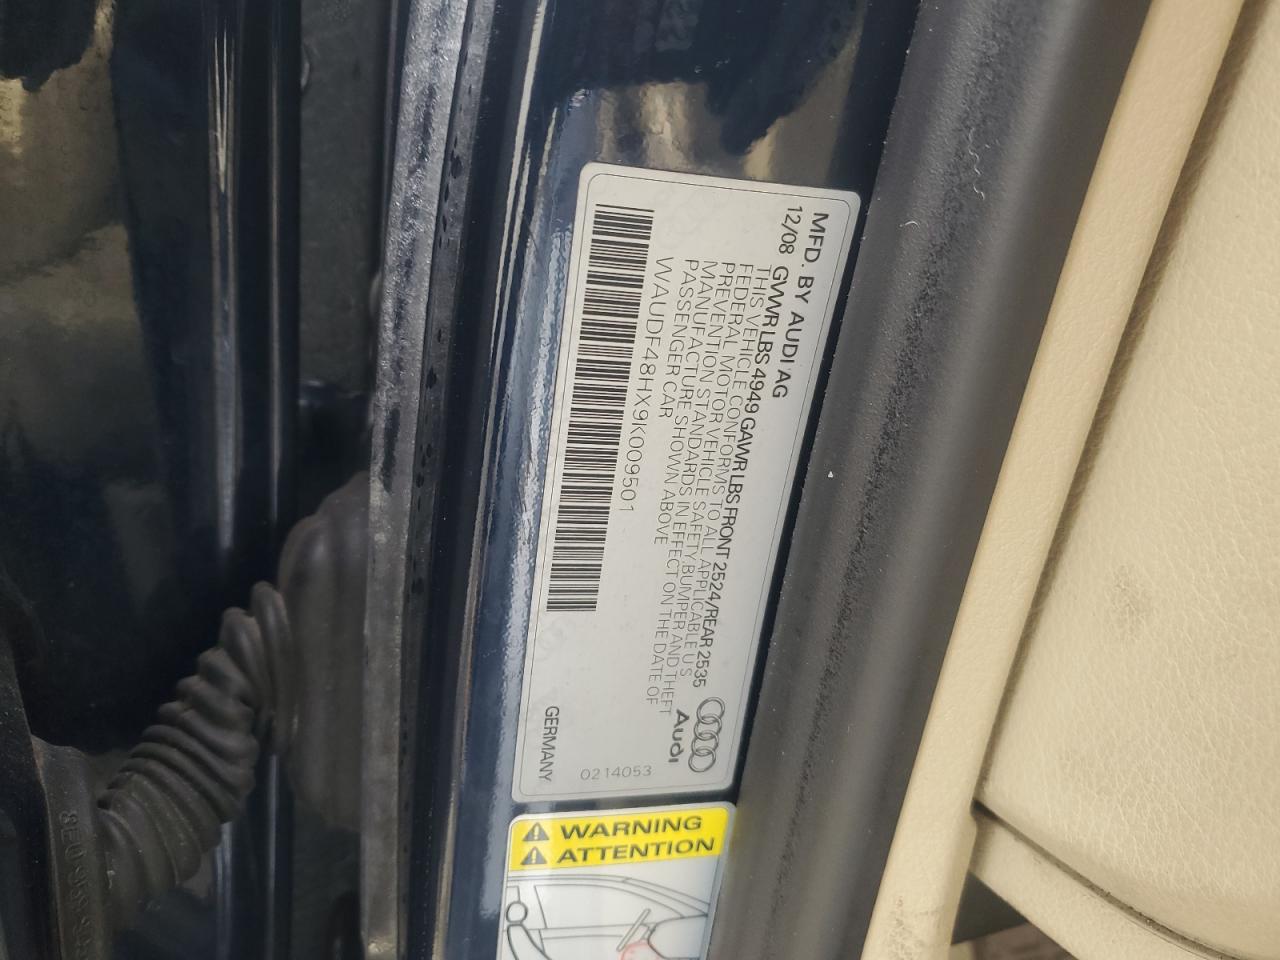 MFD. BY AUDI AG
12/08 GVWR LBS 4949 GAWR LBS FRONT 2524/REAR 2535
THIS VEHICLE CONFORMS TO ALL APPLICABLE U S
FEDERAL MOTOR VEHICLE SAFETY, BUMPER AND THEFT
PREVENTION STANDARDS IN EFFECT ON THE DATE OF
MANUFACTURE SHOWN ABOVE
PASSENGER CAR
WAUDF48HX9K009501
Audi
0214053
GERMANY
WARNING
ATTENTION